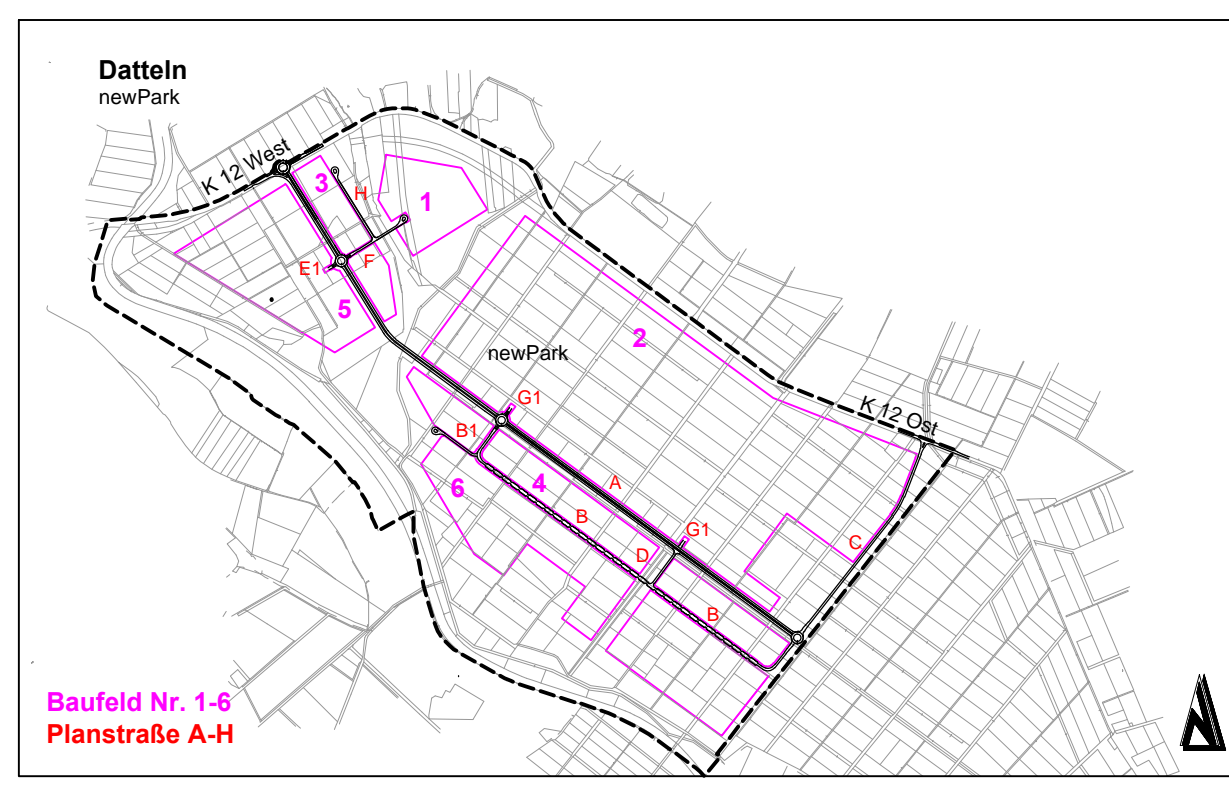 Datteln
newPark
K 12 West
3
H
1
E1
F
5
2
newPark
K 12 Ost
G1
B1
4
A
6
B
G1
D
C
B
Baufeld Nr. 1-6
Planstraße A-H
N